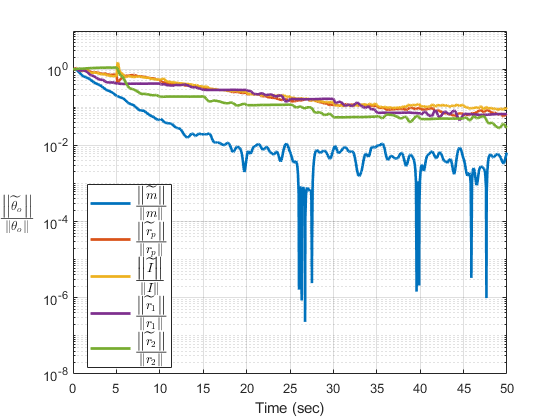 10^0
10^-2
10^-4
10^-6
10^-8
||θ̃_o|| / ||θ_o||
||m̃|| / ||m||
||r̃_p|| / ||r_p||
||Ĩ|| / ||I||
||r̃_1|| / ||r_1||
||r̃_2|| / ||r_2||
0 5 10 15 20 25 30 35 40 45 50
Time (sec)